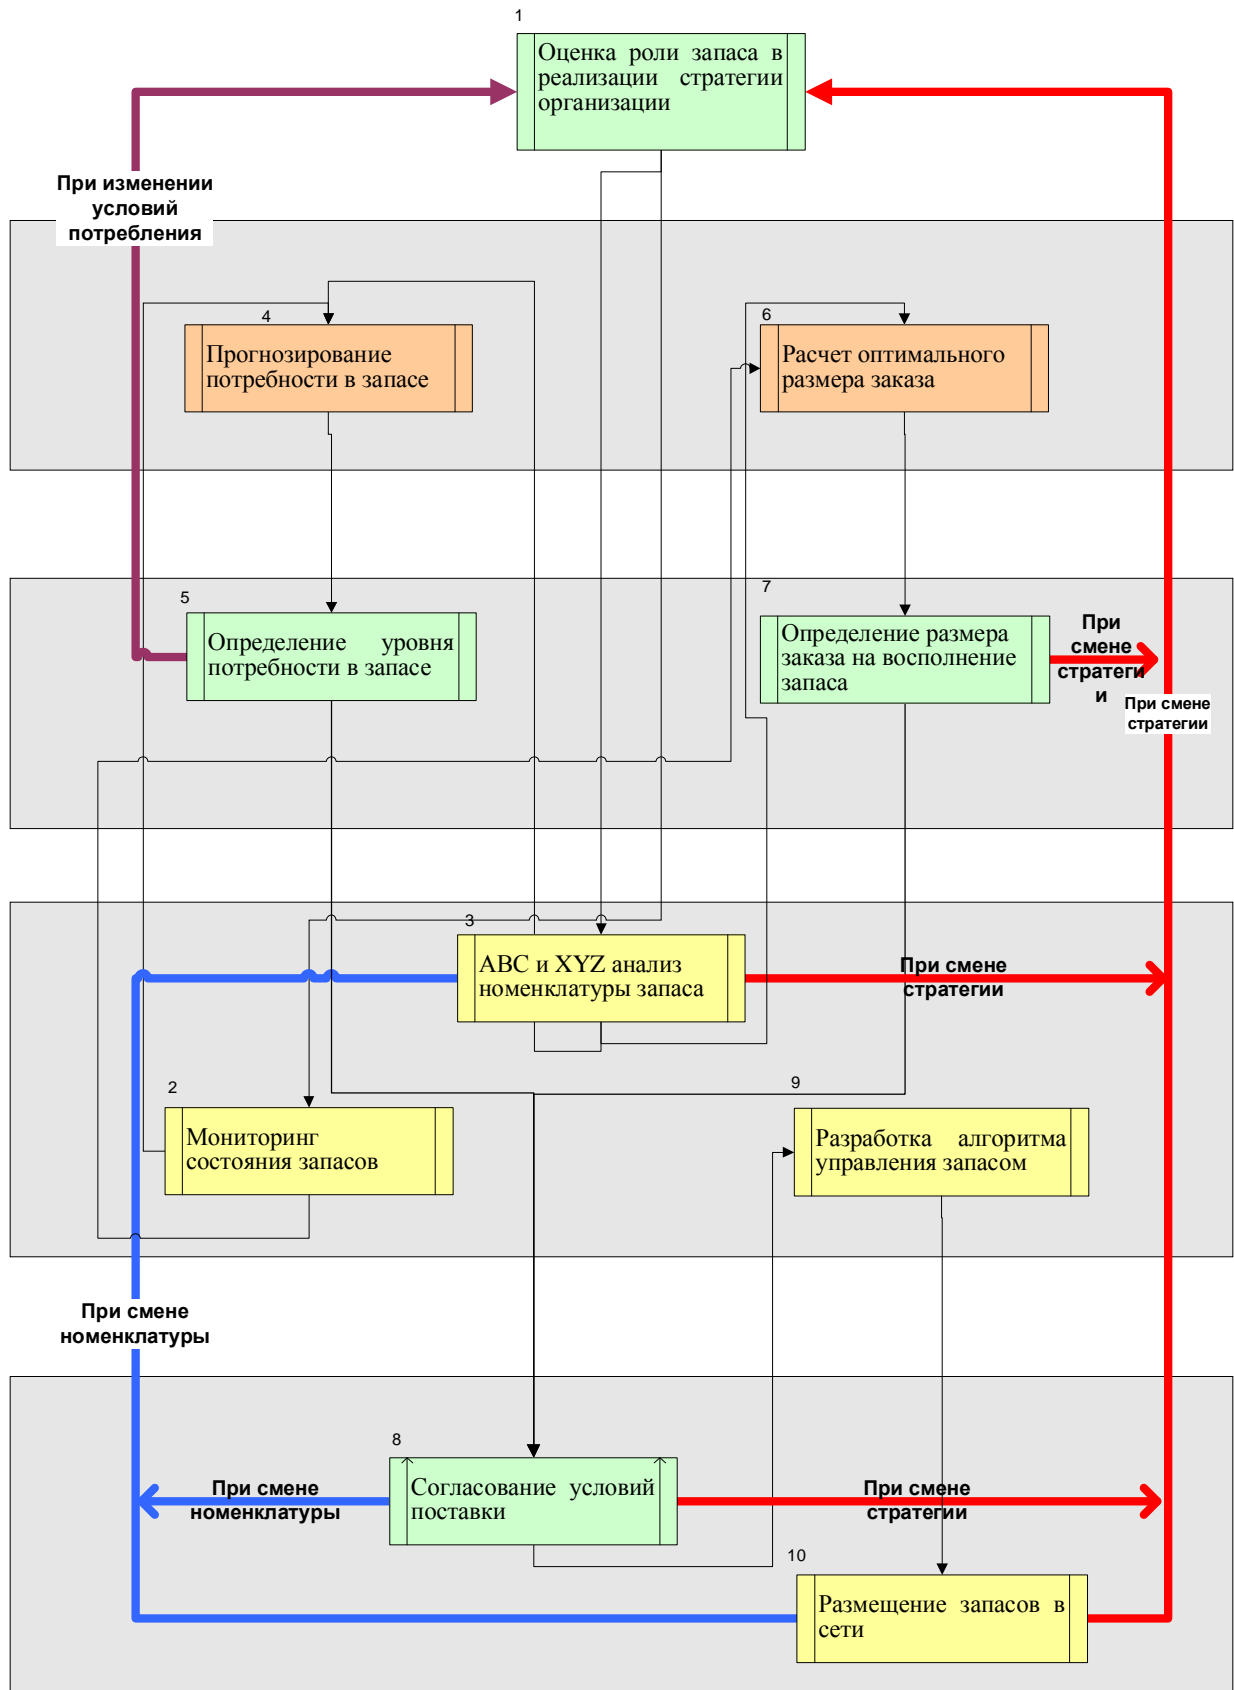 1
Оценка роли запаса в
реализации стратегии
организации
При изменении
условий
потребления
4
Прогнозирование
потребности в запасе
6
Расчет оптимального
размера заказа
5
Определение уровня
потребности в запасе
7
Определение размера
заказа на восполнение
запаса
При
смене
стратеги
и
При смене
стратегии
3
ABC и XYZ анализ
номенклатуры запаса
При смене
стратегии
2
Мониторинг
состояния запасов
9
Разработка алгоритма
управления запасом
При смене
номенклатуры
8
Согласование условий
поставки
При смене
номенклатуры
При смене
стратегии
10
Размещение запасов в
сети